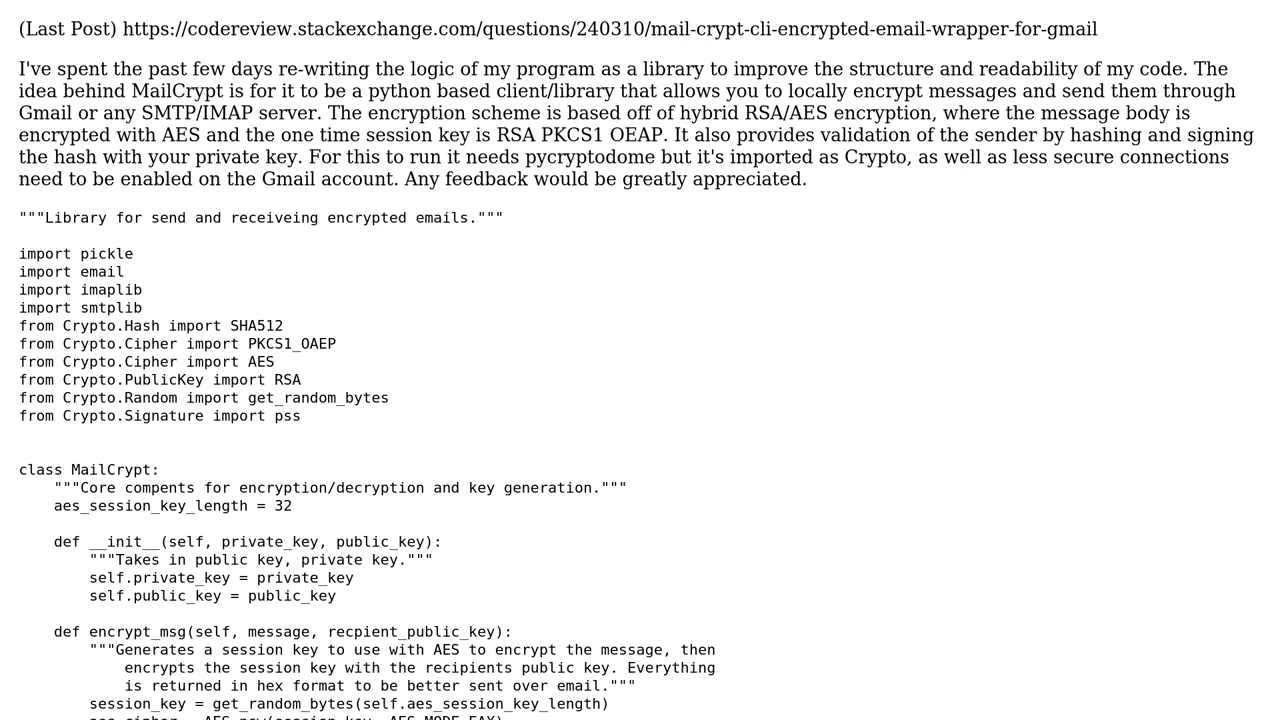 (Last Post) https://codereview.stackexchange.com/questions/240310/mail-crypt-cli-encrypted-email-wrapper-for-gmail
I've spent the past few days re-writing the logic of my program as a library to improve the structure and readability of my code. The
idea behind MailCrypt is for it to be a python based client/library that allows you to locally encrypt messages and send them through
Gmail or any SMTP/IMAP server. The encryption scheme is based off of hybrid RSA/AES encryption, where the message body is
encrypted with AES and the one time session key is RSA PKCS1 OEAP. It also provides validation of the sender by hashing and signing
the hash with your private key. For this to run it needs pycryptodome but it's imported as Crypto, as well as less secure connections
need to be enabled on the Gmail account. Any feedback would be greatly appreciated.
"""Library for send and receiveing encrypted emails."""
import pickle
import email
import imaplib
import smtplib
from Crypto.Hash import SHA512
from Crypto.Cipher import PKCS1_OAEP
from Crypto.Cipher import AES
from Crypto.PublicKey import RSA
from Crypto.Random import get_random_bytes
from Crypto.Signature import pss
class MailCrypt:
    """Core compents for encryption/decryption and key generation."""
    aes_session_key_length = 32
    def __init__(self, private_key, public_key):
        """Takes in public key, private key."""
        self.private_key = private_key
        self.public_key = public_key
    def encrypt_msg(self, message, recpient_public_key):
        """Generates a session key to use with AES to encrypt the message, then
            encrypts the session key with the recipients public key. Everything
            is returned in hex format to be better sent over email."""
        session_key = get_random_bytes(self.aes_session_key_length)
        aes_cipher = AES.new(session_key, AES.MODE_EAX)